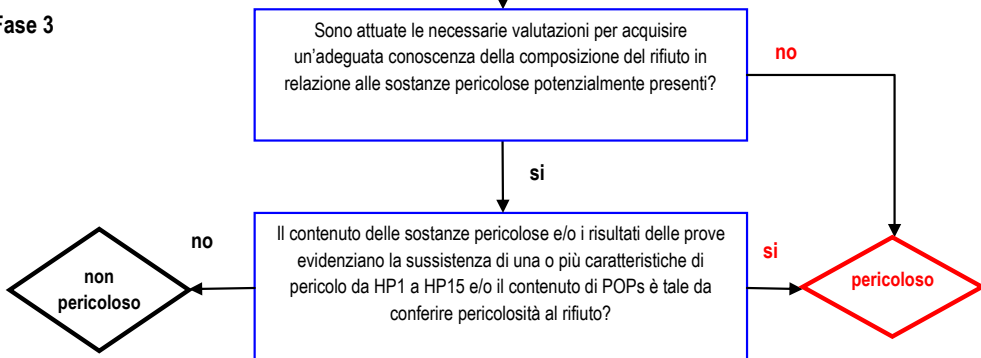 Fase 3
Sono attuate le necessarie valutazioni per acquisire
un'adeguata conoscenza della composizione del rifiuto in
relazione alle sostanze pericolose potenzialmente presenti?
no
si
Il contenuto delle sostanze pericolose e/o i risultati delle prove
evidenziano la sussistenza di una o più caratteristiche di
pericolo da HP1 a HP15 e/o il contenuto di POPs è tale da
conferire pericolosità al rifiuto?
no
si
non
pericoloso
pericoloso